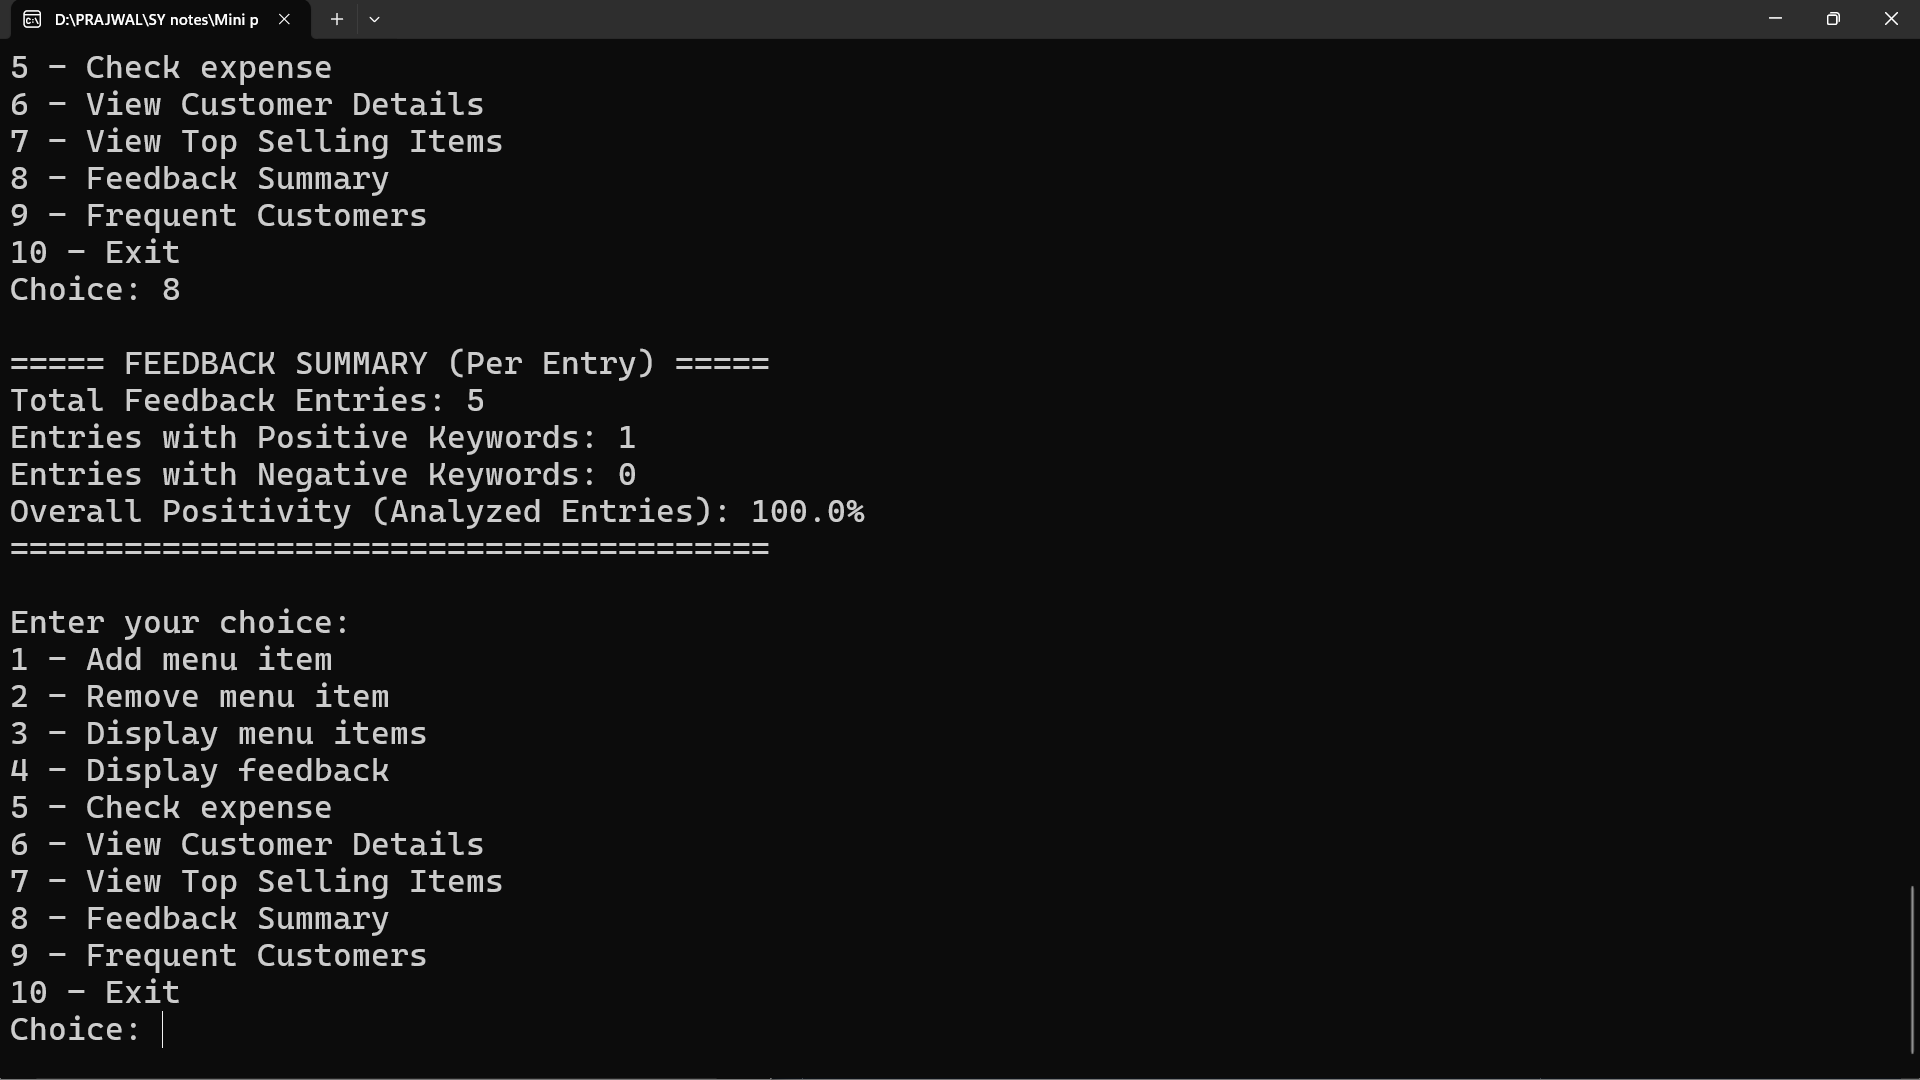 D:\PRAJWAL\SY notes\Mini p
5 - Check expense
6 - View Customer Details
7 - View Top Selling Items
8 - Feedback Summary
9 - Frequent Customers
10 - Exit
Choice: 8
===== FEEDBACK SUMMARY (Per Entry) =====
Total Feedback Entries: 5
Entries with Positive Keywords: 1
Entries with Negative Keywords: 0
Overall Positivity (Analyzed Entries): 100.0%
========================================
Enter your choice:
1 - Add menu item
2 - Remove menu item
3 - Display menu items
4 - Display feedback
5 - Check expense
6 - View Customer Details
7 - View Top Selling Items
8 - Feedback Summary
9 - Frequent Customers
10 - Exit
Choice: